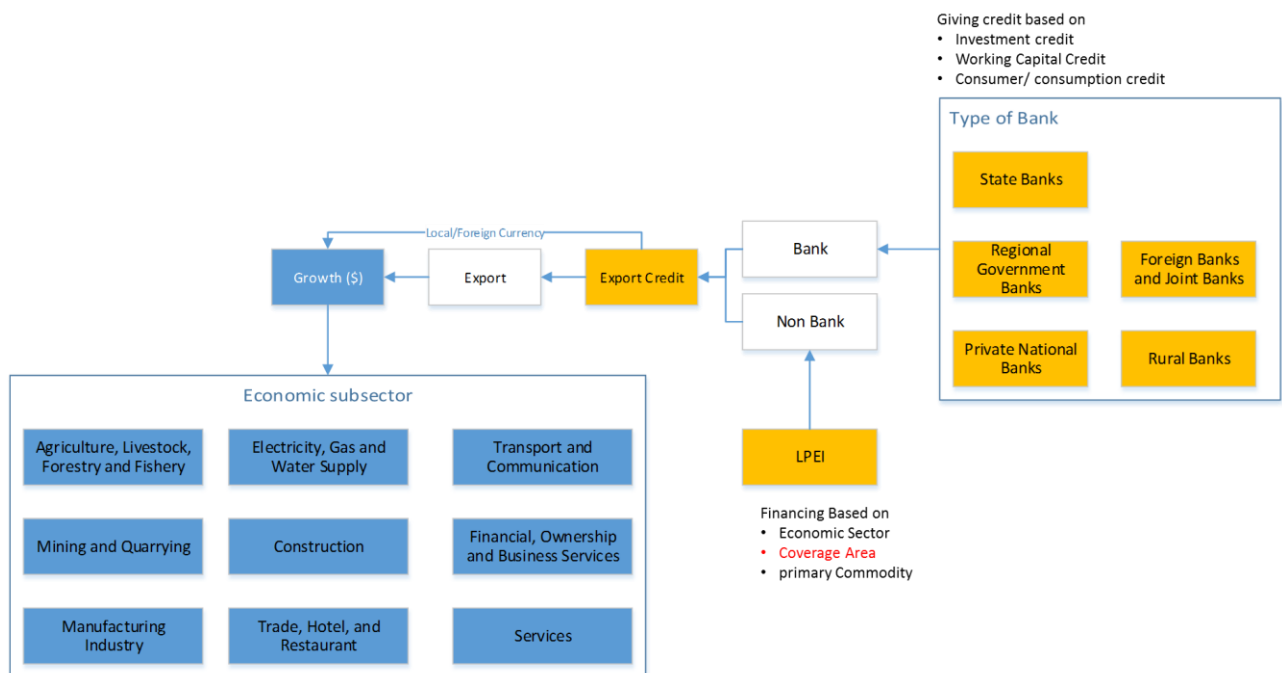 Giving credit based on
• Investment credit
• Working Capital Credit
• Consumer/ consumption credit
Type of Bank
State Banks
Regional
Government
Banks
Foreign Banks
and Joint Banks
Private National
Banks
Rural Banks
Bank
Non Bank
Local/Foreign Currency
Growth ($)
Export
Export Credit
LPEI
Financing Based on
• Economic Sector
• Coverage Area
• primary Commodity
Economic subsector
Agriculture, Livestock,
Forestry and Fishery
Electricity, Gas and
Water Supply
Transport and
Communication
Mining and Quarrying
Construction
Financial, Ownership
and Business Services
Manufacturing
Industry
Trade, Hotel, and
Restaurant
Services